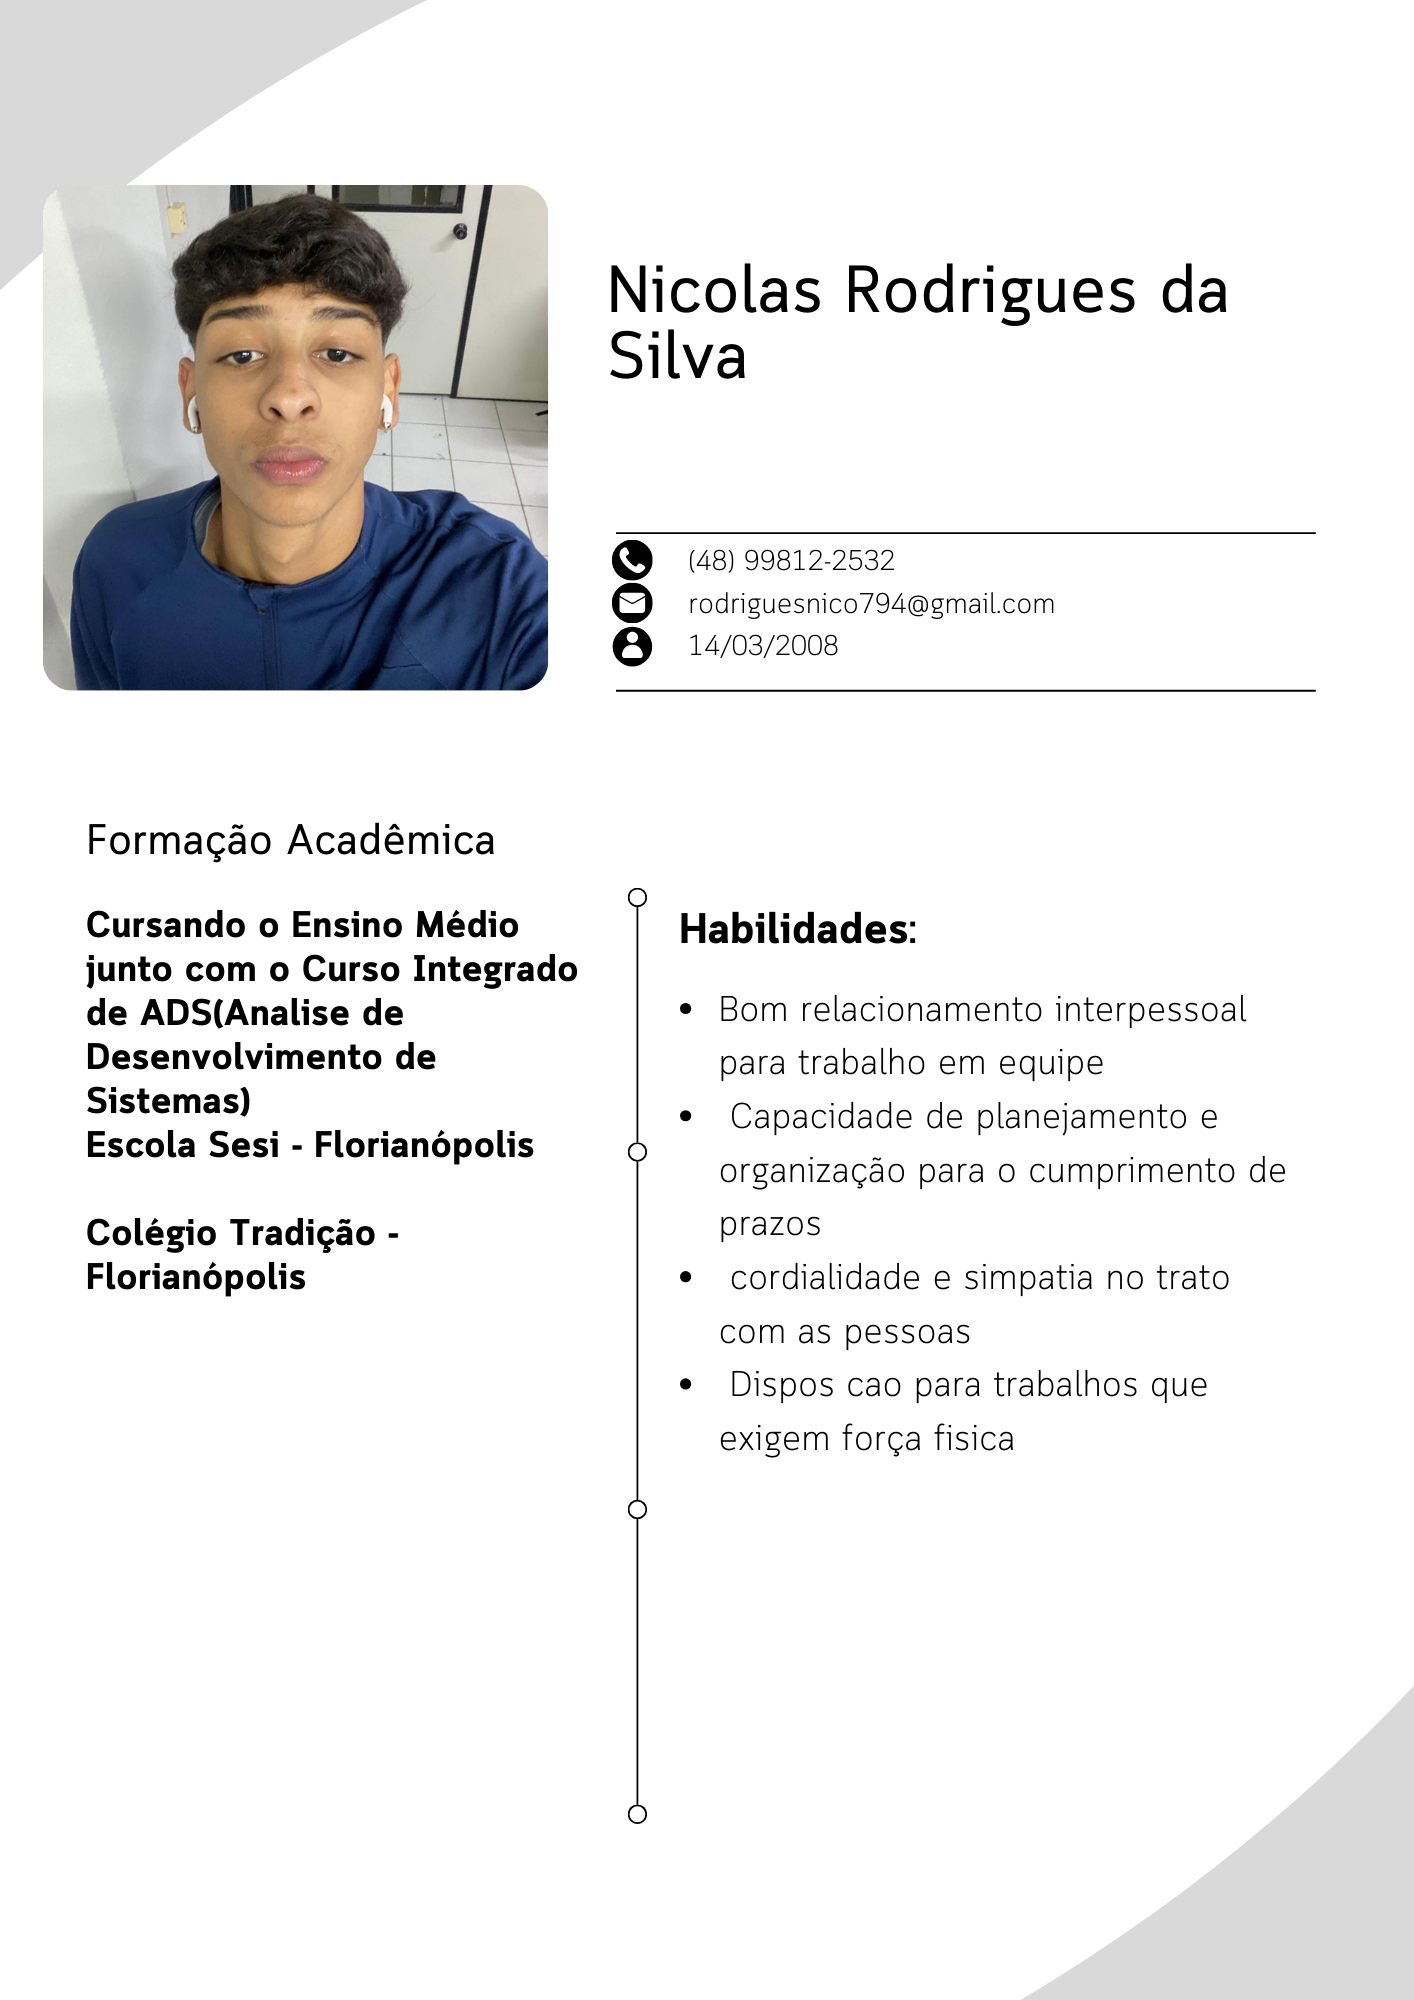 Nicolas Rodrigues da
Silva
(48) 99812-2532
rodriguesnico794@gmail.com
14/03/2008
Formação Acadêmica
Cursando o Ensino Médio
junto com o Curso Integrado
de ADS(Analise de
Desenvolvimento de
Sistemas)
Escola Sesi - Florianópolis
Colégio Tradição -
Florianópolis
Habilidades:
• Bom relacionamento interpessoal
para trabalho em equipe
• Capacidade de planejamento e
organização para o cumprimento de
prazos
• cordialidade e simpatia no trato
com as pessoas
• Dispos cao para trabalhos que
exigem força fisica